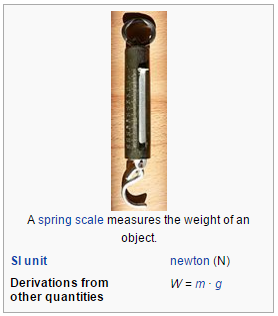 A spring scale measures the weight of an
object.
SI unit newton (N)
Derivations from W = m · g
other quantities